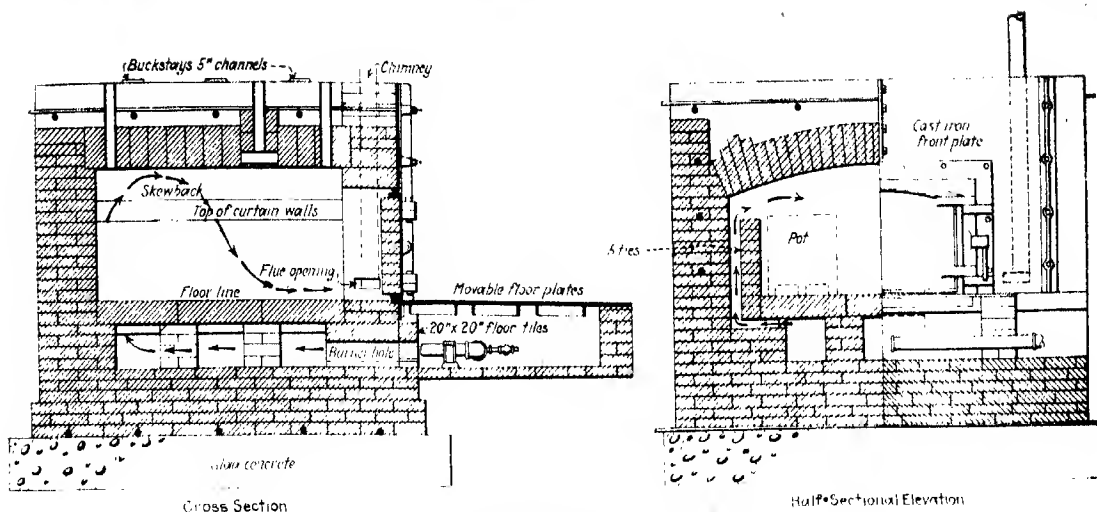 Buckstays 5" channels
Chimney
Skewback
Top of curtain walls
Flue opening
Floor line
Movable floor plates
20" x 20" floor tiles
Burner hole
concrete
Cross Section
Cast iron
front plate
Pot
Half-Sectional Elevation